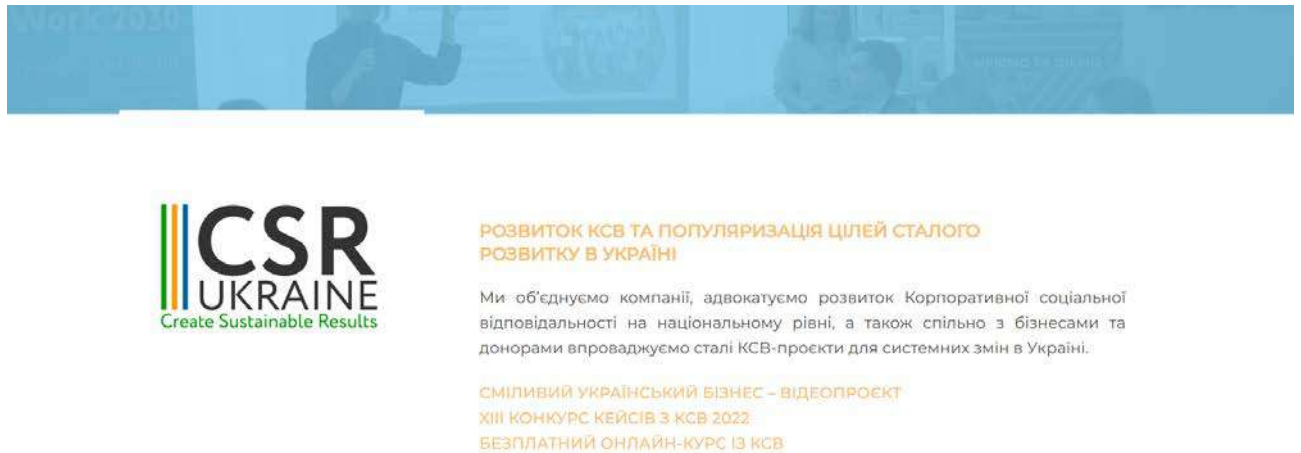 Work 2030
CSR
UKRAINE
Create Sustainable Results
РОЗВИТОК КСВ ТА ПОПУЛЯРИЗАЦІЯ ЦІЛЕЙ СТАЛОГО
РОЗВИТКУ В УКРАЇНІ
Ми об’єднуємо компанії, адвокатуємо розвиток Корпоративної соціальної
відповідальності на національному рівні, а також спільно з бізнесами та
донорами впроваджуємо сталі КСВ-проєкти для системних змін в Україні.
СМІЛИВИЙ УКРАЇНСЬКИЙ БІЗНЕС – ВІДЕОПРОЄКТ
XIII КОНКУРС КЕЙСІВ З КСВ 2022
БЕЗПЛАТНИЙ ОНЛАЙН-КУРС ІЗ КСВ